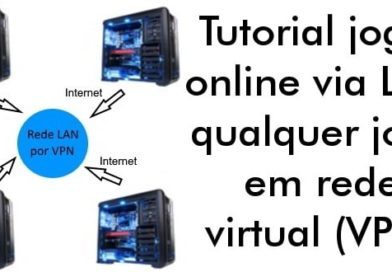 Internet
Rede LAN
por VPN
Internet
Tutorial jog
online via L
qualquer jo
em rede
virtual (VP